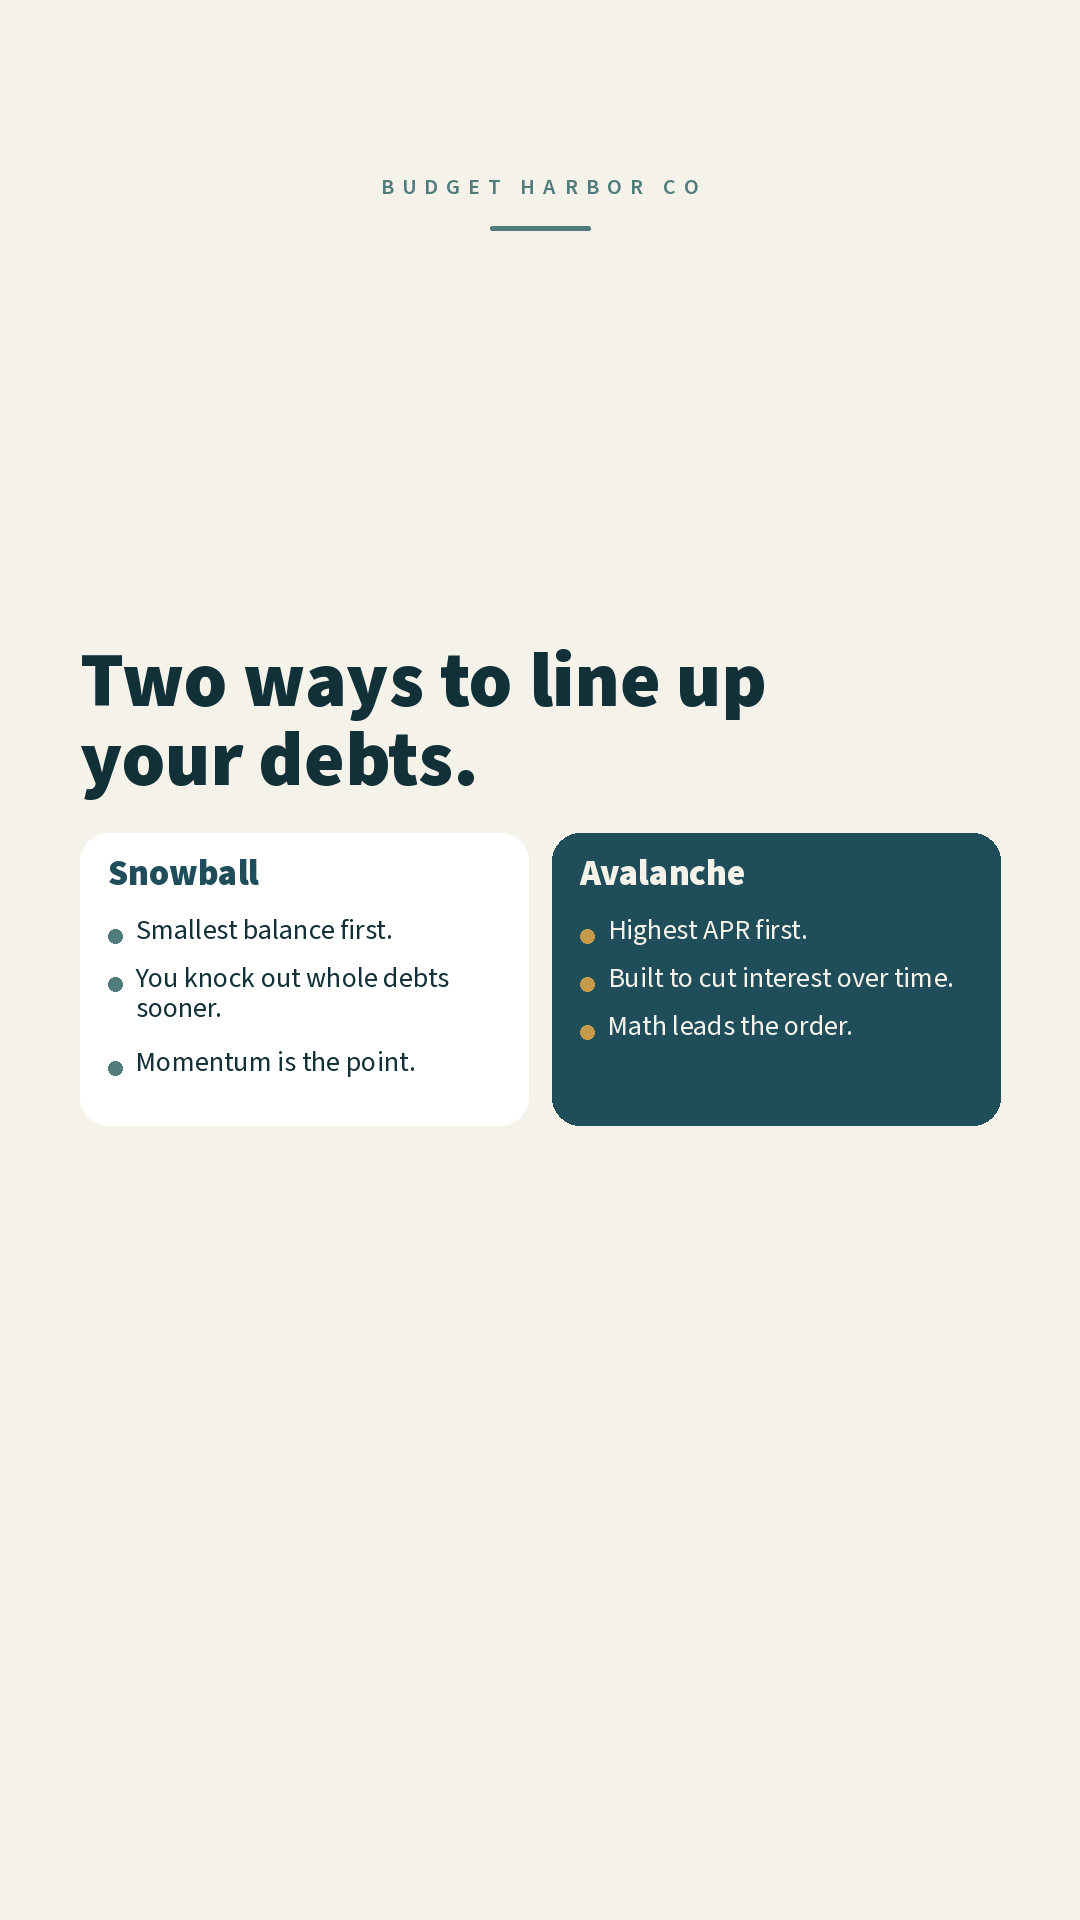 BUDGET HARBOR CO
Two ways to line up
your debts.
Snowball
Smallest balance first.
You knock out whole debts
sooner.
Momentum is the point.
Avalanche
Highest APR first.
Built to cut interest over time.
Math leads the order.